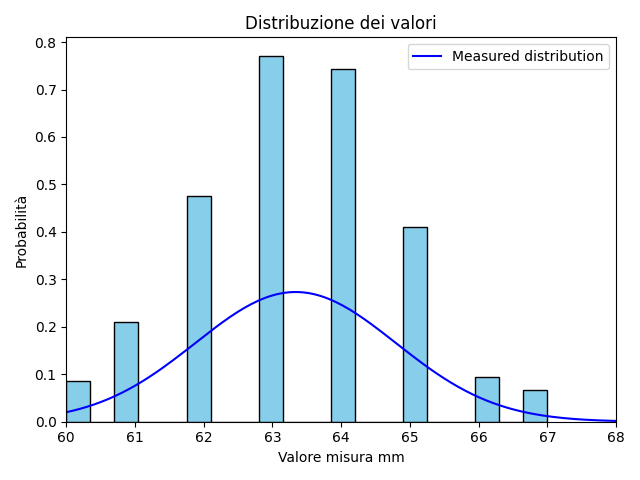 Distribuzione dei valori
Measured distribution
Probabilità
0.8
0.7
0.6
0.5
0.4
0.3
0.2
0.1
0.0
60 61 62 63 64 65 66 67 68
Valore misura mm